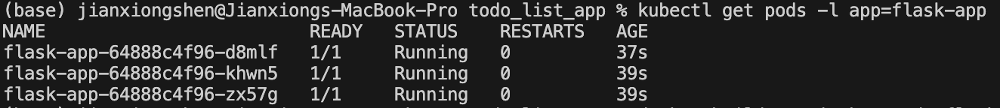 (base) jianxiongshen@Jianxiongs-MacBook-Pro todo_list_app % kubectl get pods -l app=flask-app
NAME READY STATUS RESTARTS AGE
flask-app-64888c4f96-d8mlf 1/1 Running 0 37s
flask-app-64888c4f96-khwn5 1/1 Running 0 39s
flask-app-64888c4f96-zx57g 1/1 Running 0 39s